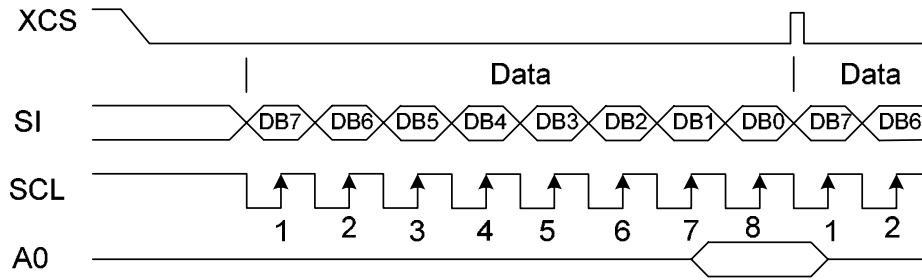 XCS
Data Data
SI DB7 DB6 DB5 DB4 DB3 DB2 DB1 DB0 DB7 DB6
SCL
1 2 3 4 5 6 7 8 1 2
A0